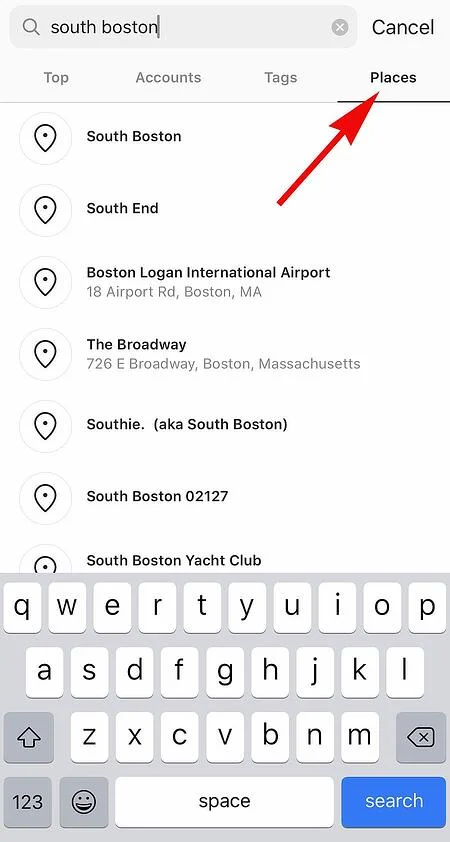 south boston
Cancel
Top Accounts Tags Places
South Boston
South End
Boston Logan International Airport
18 Airport Rd, Boston, MA
The Broadway
726 E Broadway, Boston, Massachusetts
Southie. (aka South Boston)
South Boston 02127
South Boston Yacht Club
q w e r t y u i o p
a s d f g h j k l
z x c v b n m
123 space search